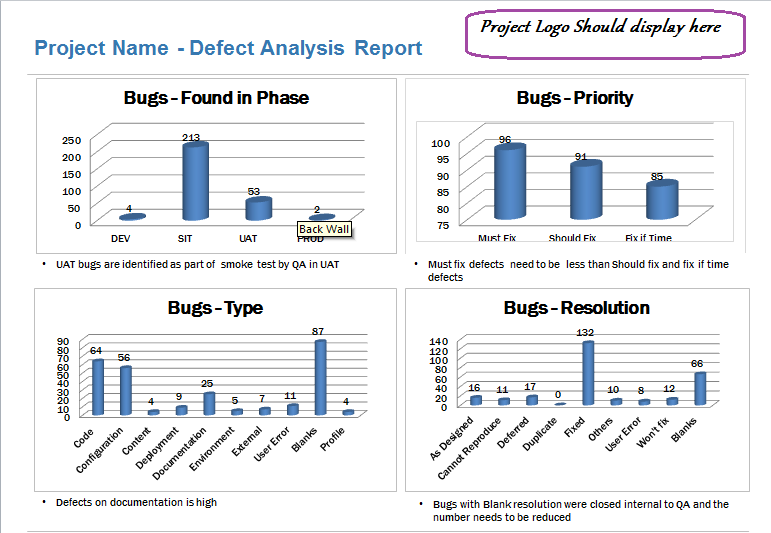 Project Logo Should display here
Project Name - Defect Analysis Report
Bugs - Found in Phase
250
200
150
100
50
0
4
213
53
2
DEV
SIT
UAT
PROD
Back Wall
• UAT bugs are identified as part of smoke test by QA in UAT
Bugs - Priority
100
95
90
85
80
75
96
91
85
Must Fix
Should Fix
Fix if Time
• Must fix defects need to be less than Should fix and fix if time
defects
Bugs - Type
90
80
70
60
50
40
30
20
10
0
64
56
4
9
25
5
7
11
87
4
Code
Configuration
Content
Deployment
Documentation
Environment
External
User Error
Blanks
Profile
• Defects on documentation is high
Bugs - Resolution
140
120
100
80
60
40
20
0
16
11
17
0
132
10
8
12
66
As Designed
Cannot Reproduce
Deferred
Duplicate
Fixed
Others
User Error
Won't fix
Blanks
• Bugs with Blank resolution were closed internal to QA and the
number needs to be reduced